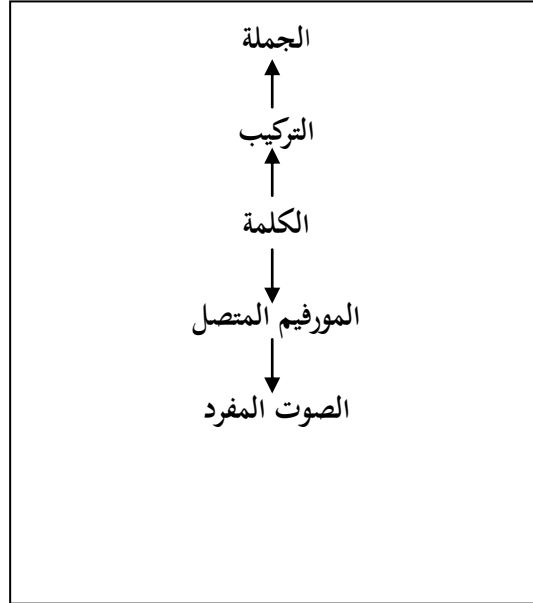 الجملة
التركيب
الكلمة
المورفيم المتصل
الصوت المفرد